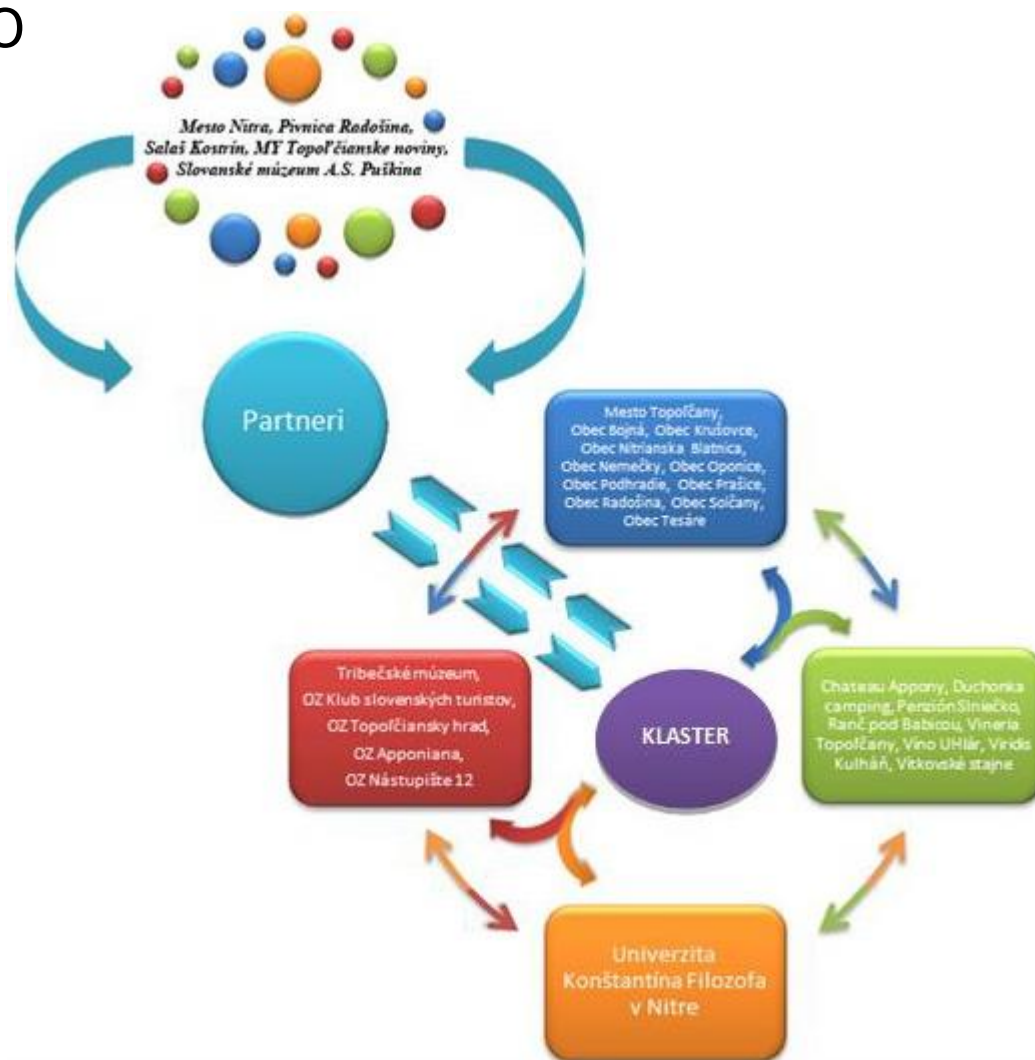 Mesto Nitra, Pivnica Radošina,
Salaš Kostrín, MY Topoľčianske noviny,
Slovanské múzeum A.S. Puškina
Partneri
Mesto Topoľčany,
Obec Bojná, Obec Krušovce,
Obec Nitrianska Blatnica,
Obec Nemečky, Obec Oponice,
Obec Podhradie, Obec Prašice,
Obec Radošina, Obec Solčany,
Obec Tesáre
Tribečské múzeum,
OZ Klub slovenských turistov,
OZ Topoľčiansky hrad,
OZ Apponiana,
OZ Nástupište 12
KLASTER
Chateau Appony, Duchonka
camping, Penzión Slniečko,
Ranč pod Babicou, Vineria
Topoľčany, Víno UHlár, Viridis
Kulháň, Vítkovské stajne
Univerzita
Konštantína Filozofa
v Nitre